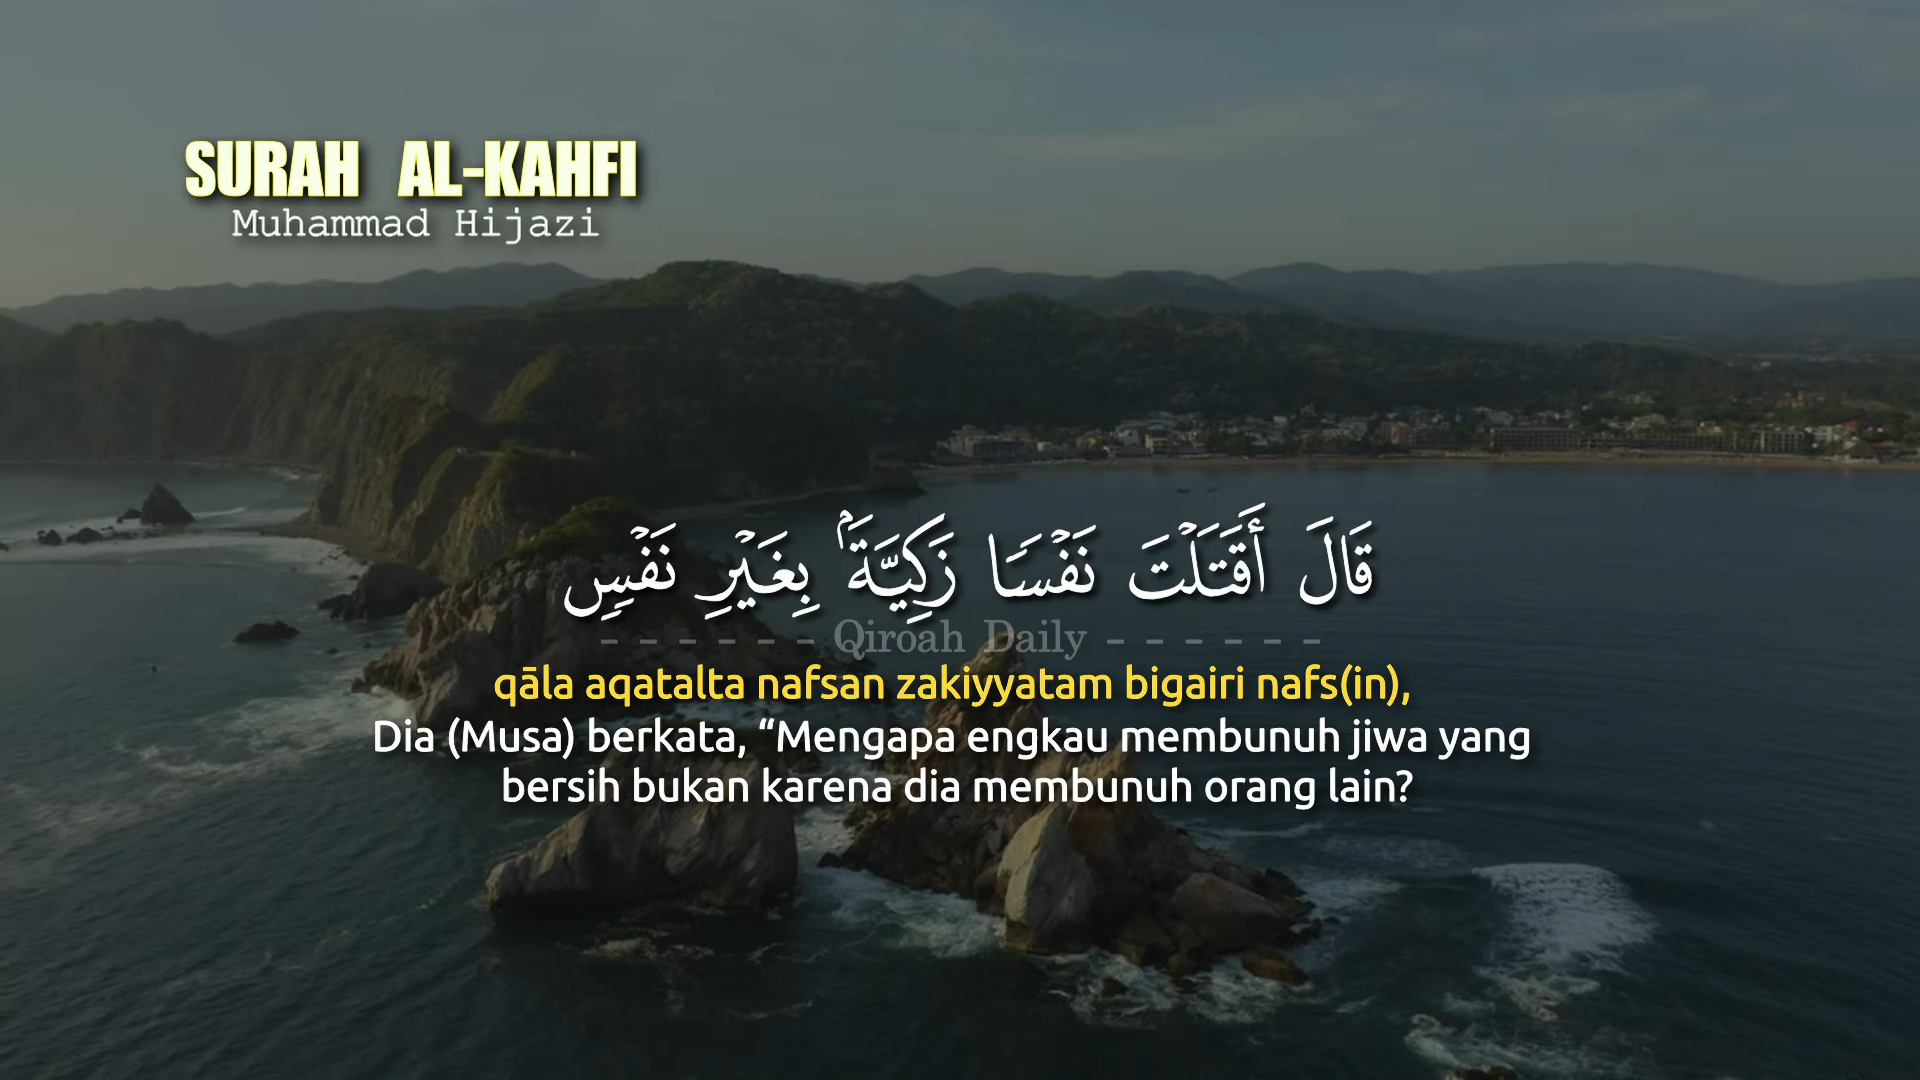 SURAH AL-KAHFI
Muhammad Hijazi
قَالَ أَقَتَلْتَ نَفْسًا زَكِيَّةًۢ بِغَيْرِ نَفْسٍ
- - - - - - Qiroah Daily - - - - - -
qāla aqatalta nafsan zakiyyatam bigairi nafs(in),
Dia (Musa) berkata, “Mengapa engkau membunuh jiwa yang
bersih bukan karena dia membunuh orang lain?